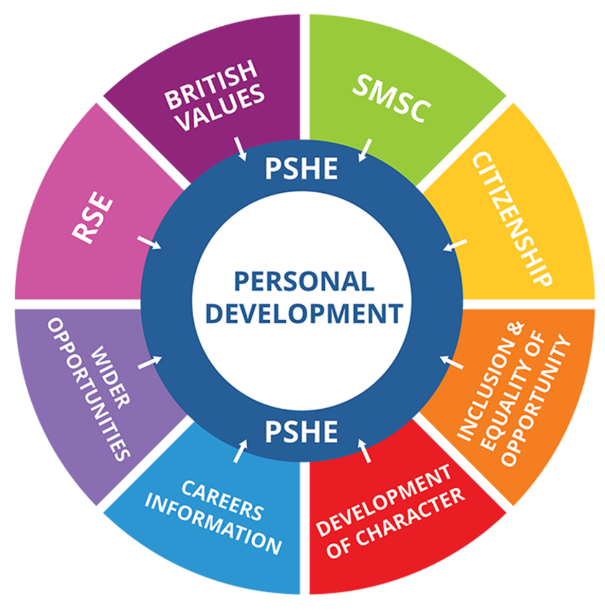 BRITISH
VALUES
SMSC
CITIZENSHIP
INCLUSION &
EQUALITY OF
OPPORTUNITY
DEVELOPMENT
OF CHARACTER
CAREERS
INFORMATION
WIDER
OPPORTUNITIES
RSE
PSHE
PERSONAL
DEVELOPMENT
PSHE